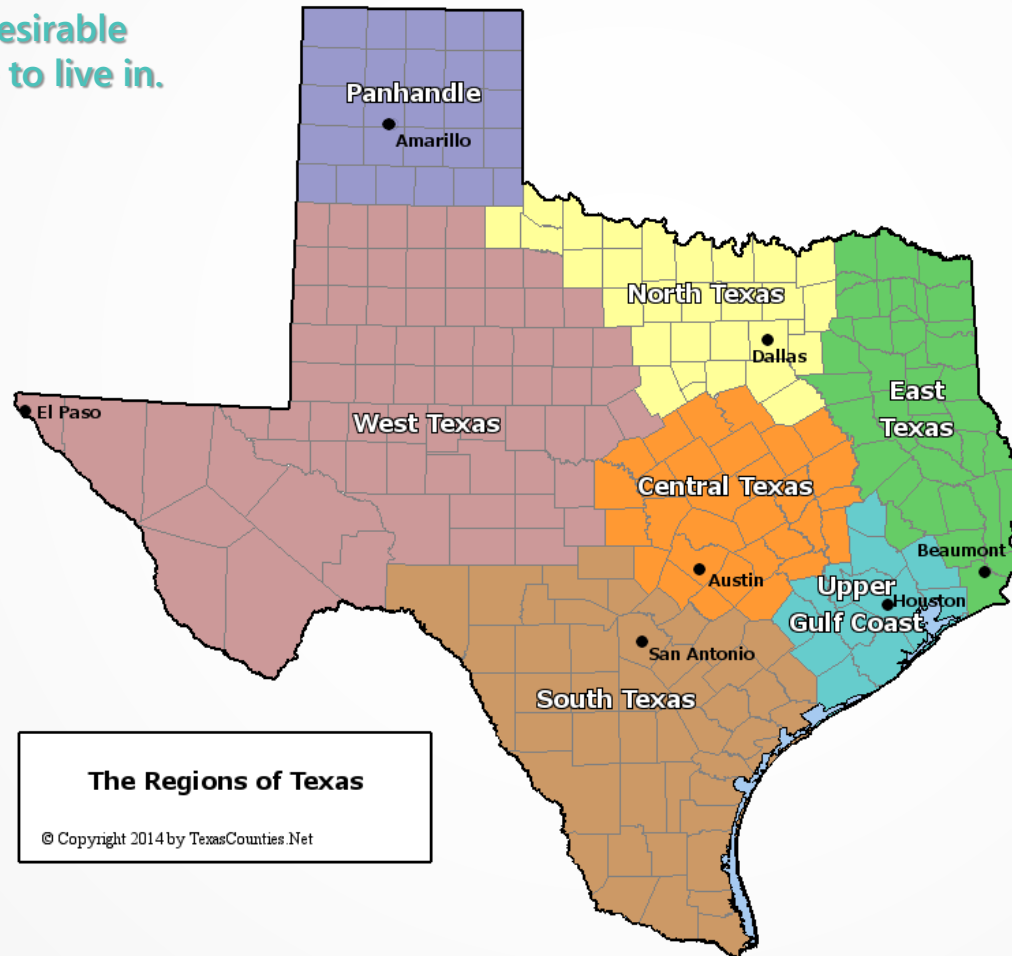 esirable
to live in.
Panhandle
Amarillo
North Texas
Dallas
East
Texas
El Paso
West Texas
Central Texas
Beaumont
Austin
Upper
Gulf Coast
Houston
San Antonio
South Texas
The Regions of Texas
© Copyright 2014 by TexasCounties.Net